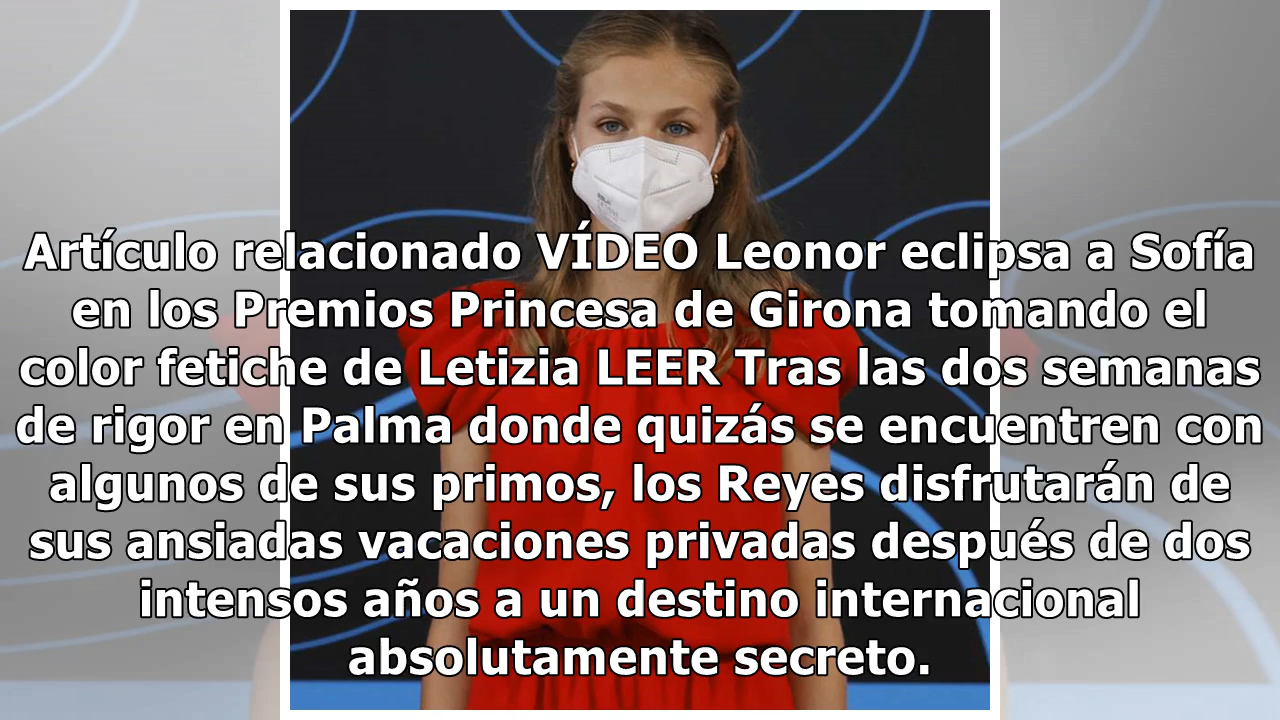 Artículo relacionado VÍDEO Leonor eclipsa a Sofía
en los Premios Princesa de Girona tomando el
color fetiche de Letizia LEER Tras las dos semanas
de rigor en Palma donde quizás se encuentren con
algunos de sus primos, los Reyes disfrutarán de
sus ansiadas vacaciones privadas después de dos
intensos años a un destino internacional
absolutamente secreto.